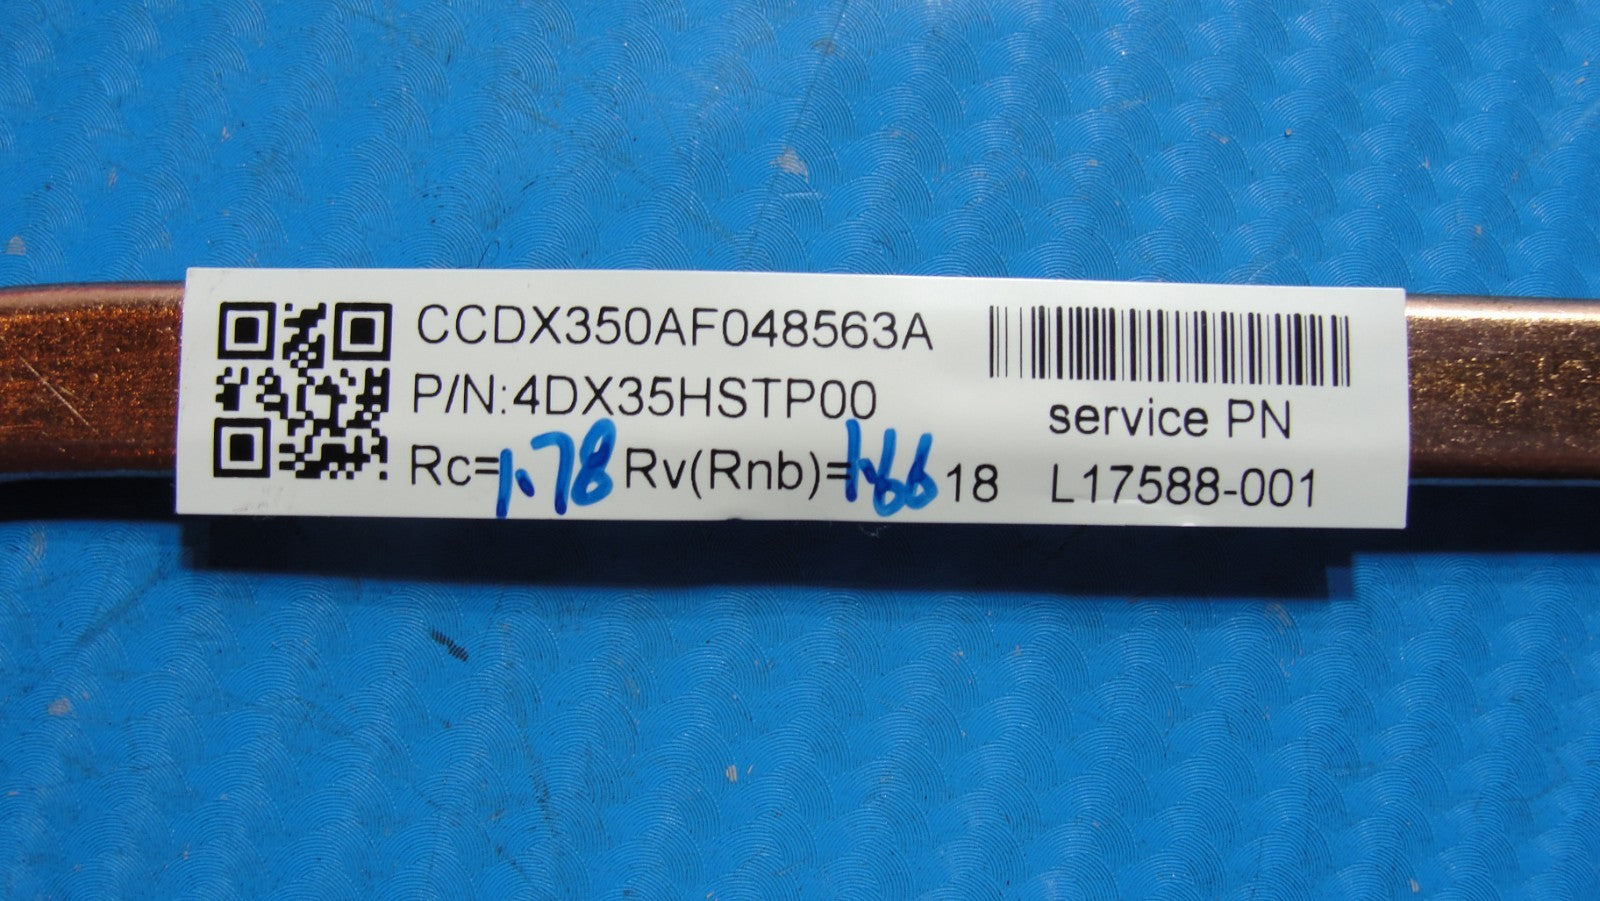 CCDX350AF048563A
P/N:4DX35HSTP00
Rc=1.78 Rv(Rnb)=1.66 18
service PN
L17588-001